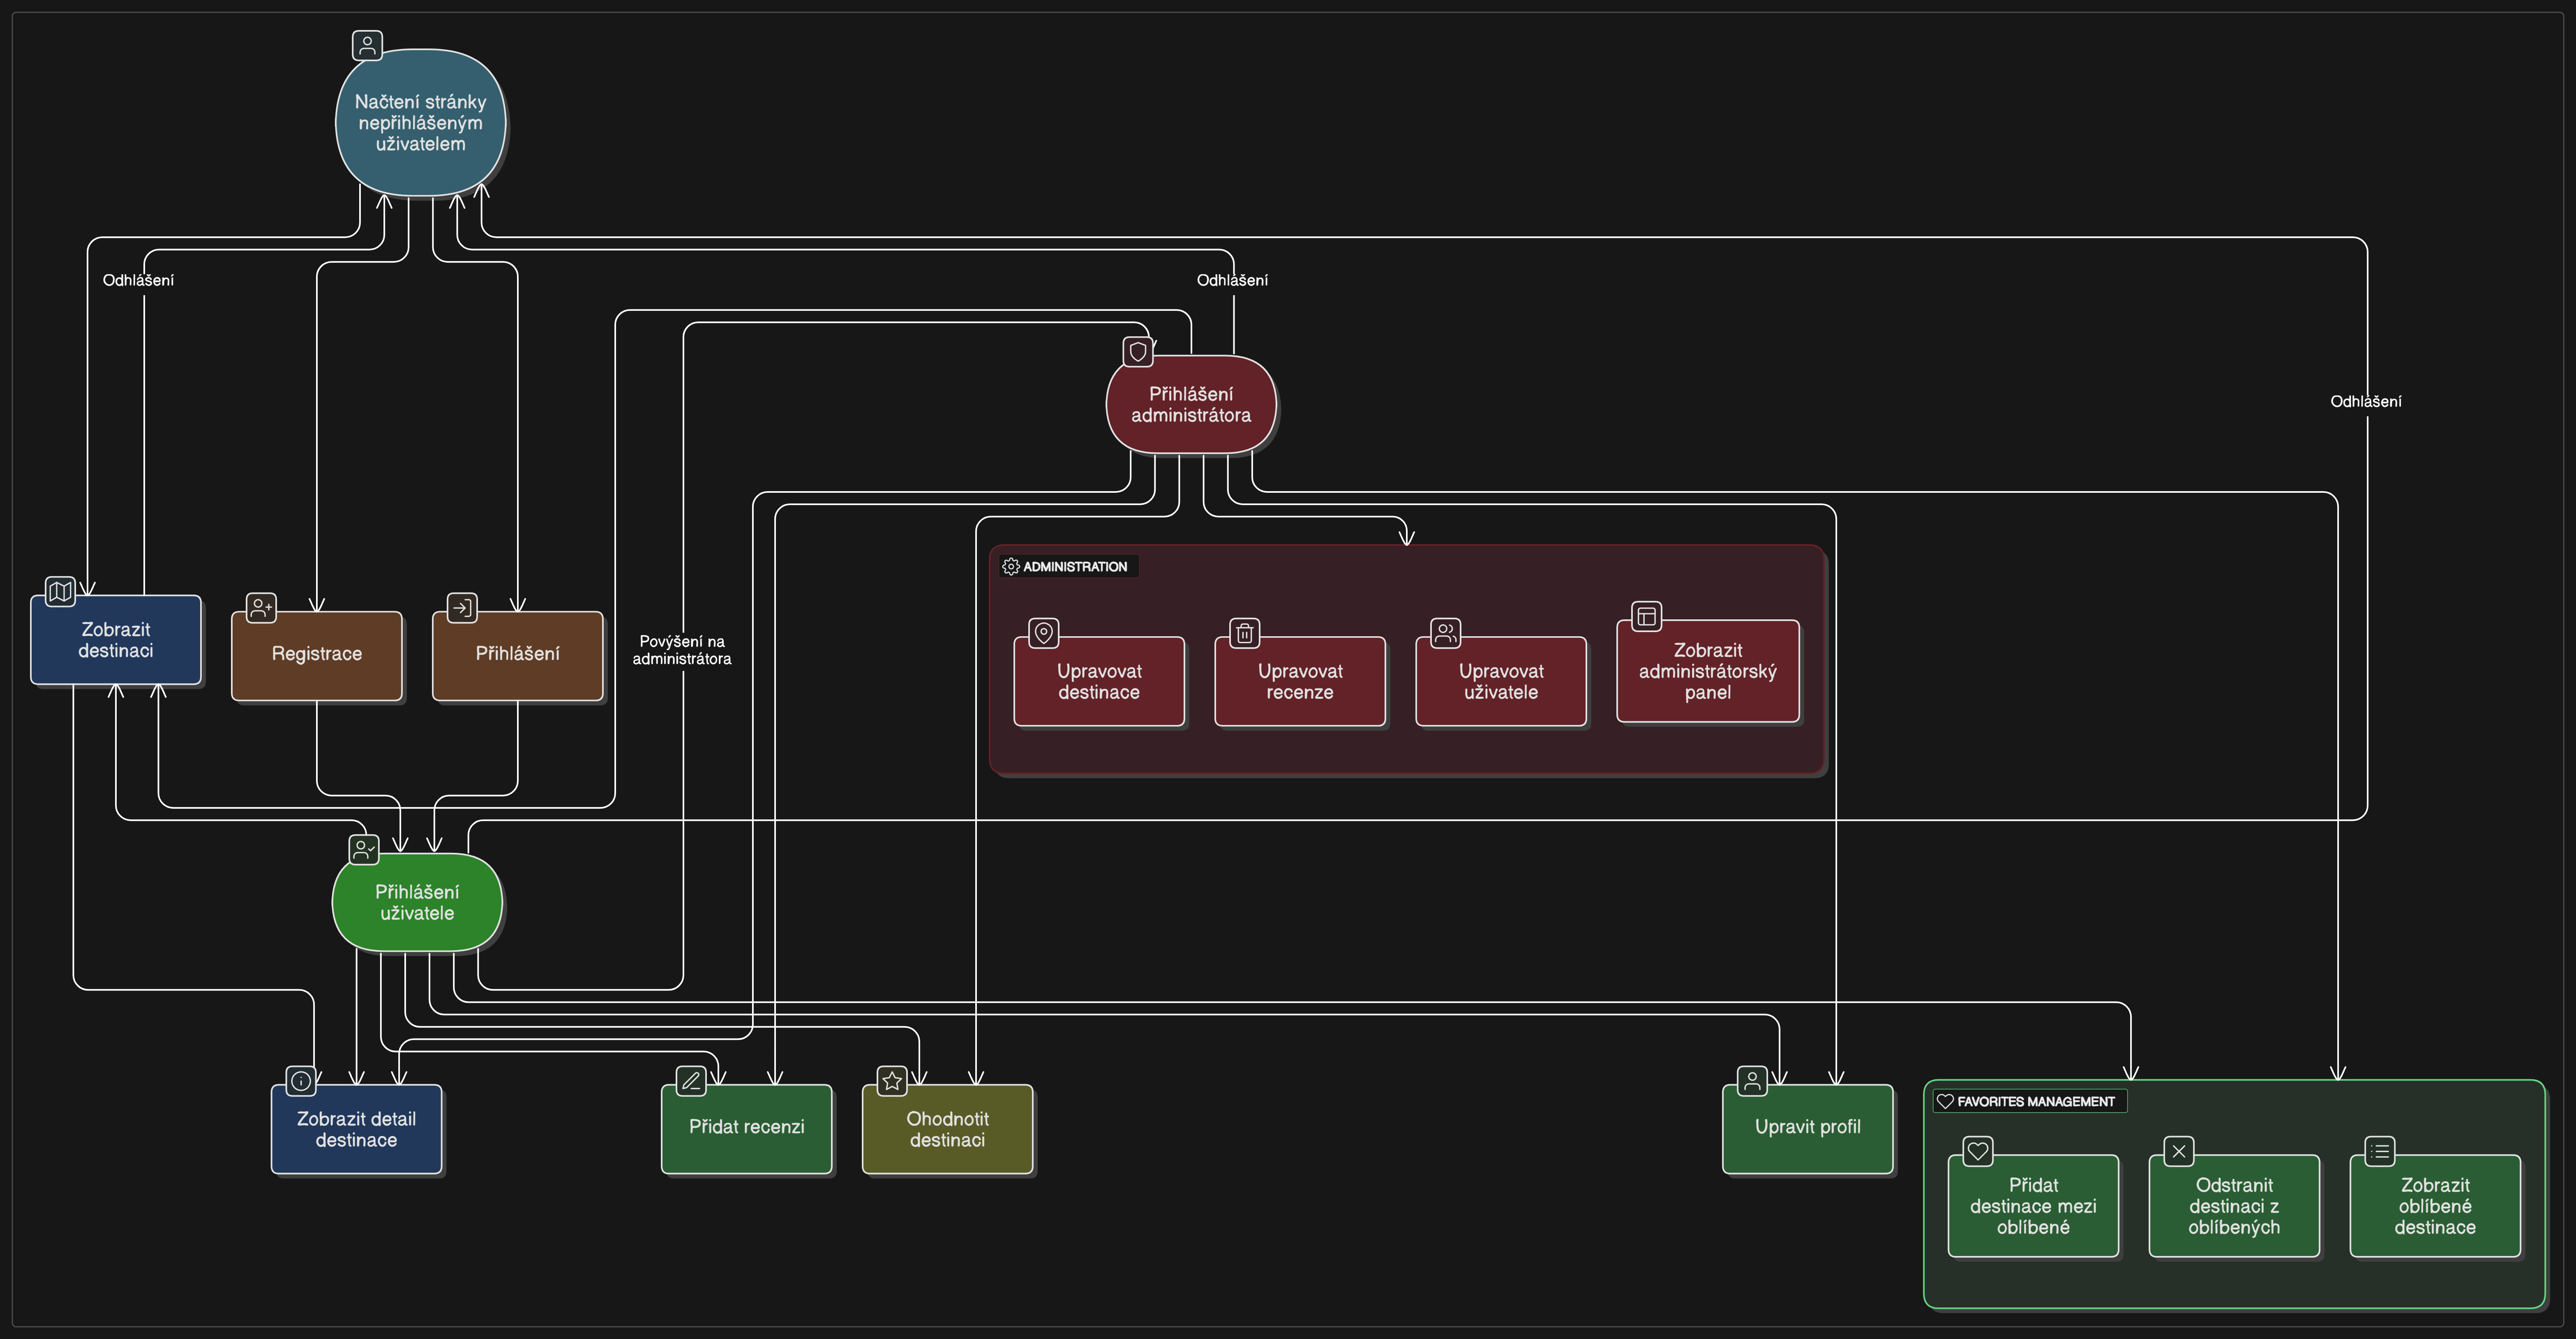 Načtení stránky
nepřihlášeným
uživatelem
Odhlášení
Odhlášení
Přihlášení
administrátora
Odhlášení
ADMINISTRATION
Zobrazit
destinaci
Registrace
Přihlášení
Povýšení na
administrátora
Upravovat
destinace
Upravovat
recenze
Upravovat
uživatele
Zobrazit
administrátorský
panel
Přihlášení
uživatele
Zobrazit detail
destinace
Přidat recenzi
Ohodnotit
destinaci
Upravit profil
FAVORITES MANAGEMENT
Přidat
destinace mezi
oblíbené
Odstranit
destinaci z
oblíbených
Zobrazit
oblíbené
destinace